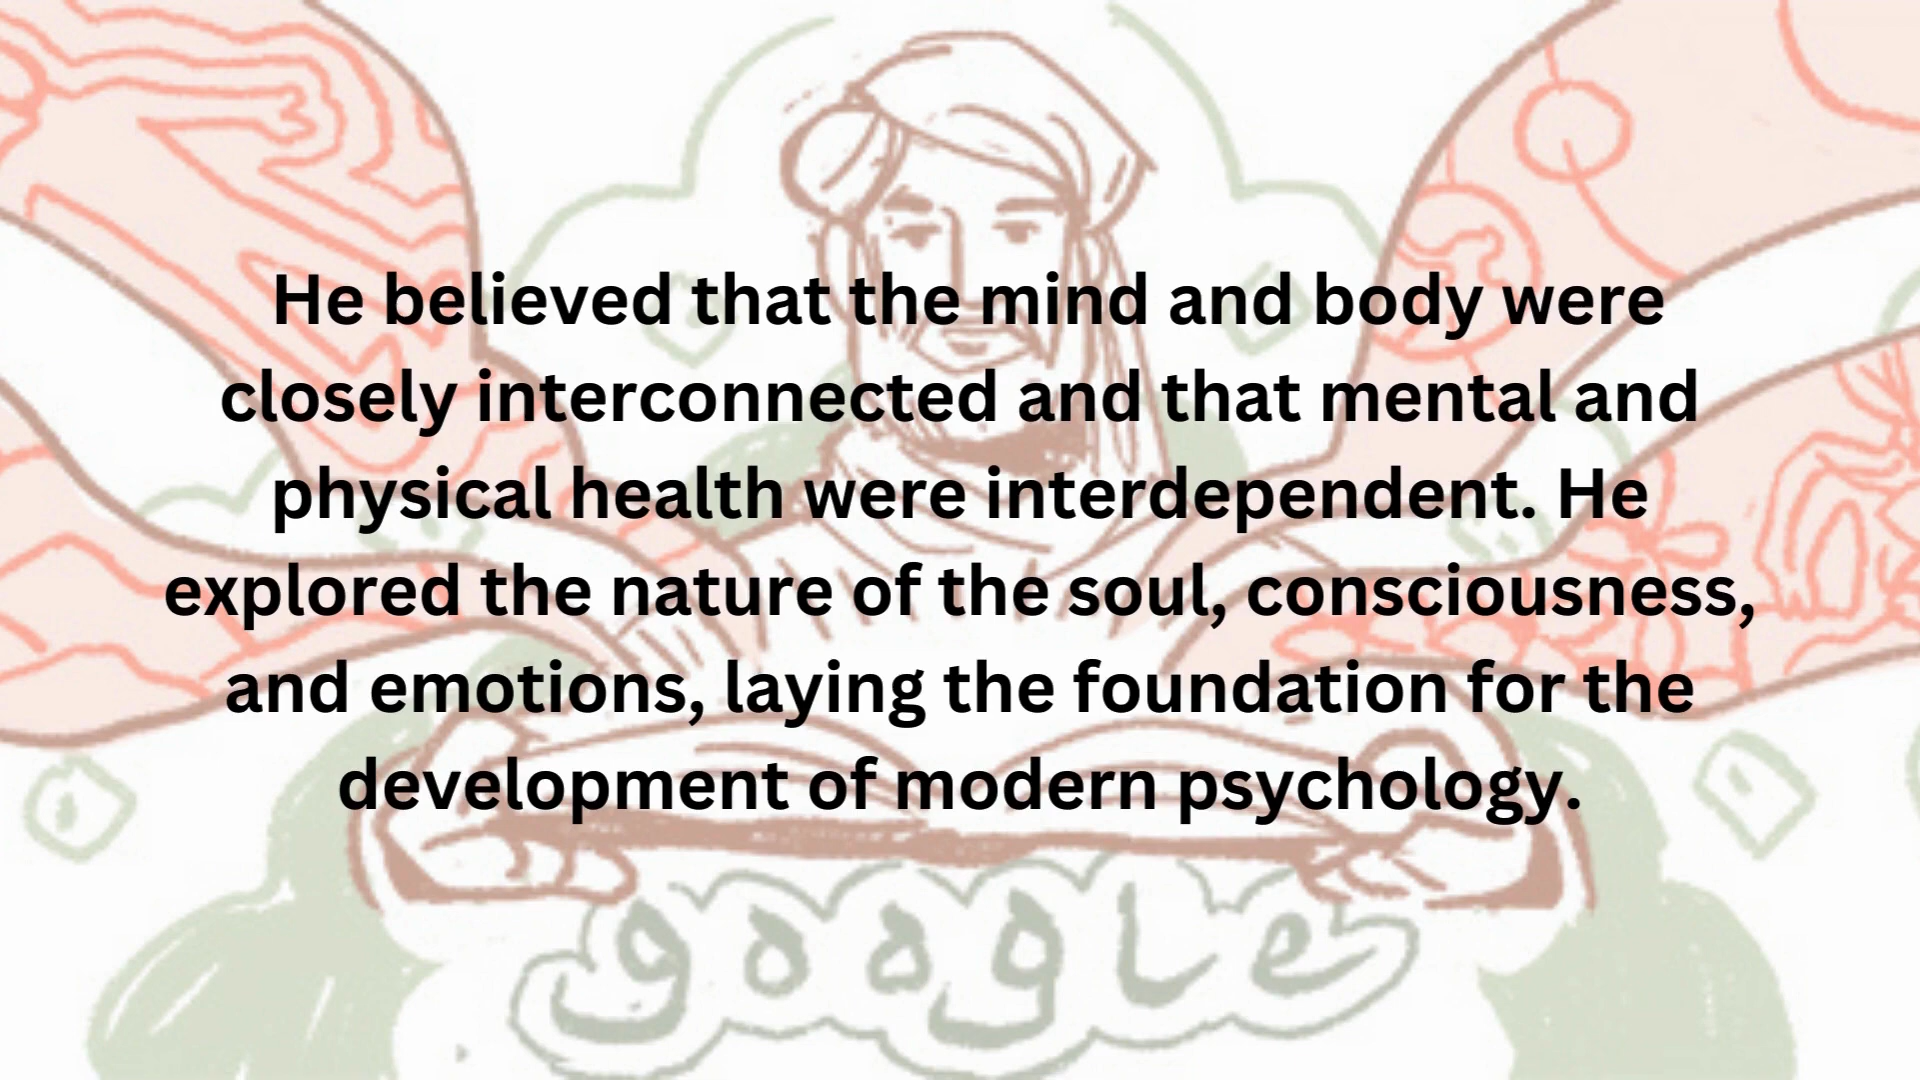 He believed that the mind and body were
closely interconnected and that mental and
physical health were interdependent. He
explored the nature of the soul, consciousness,
and emotions, laying the foundation for the
development of modern psychology.
google